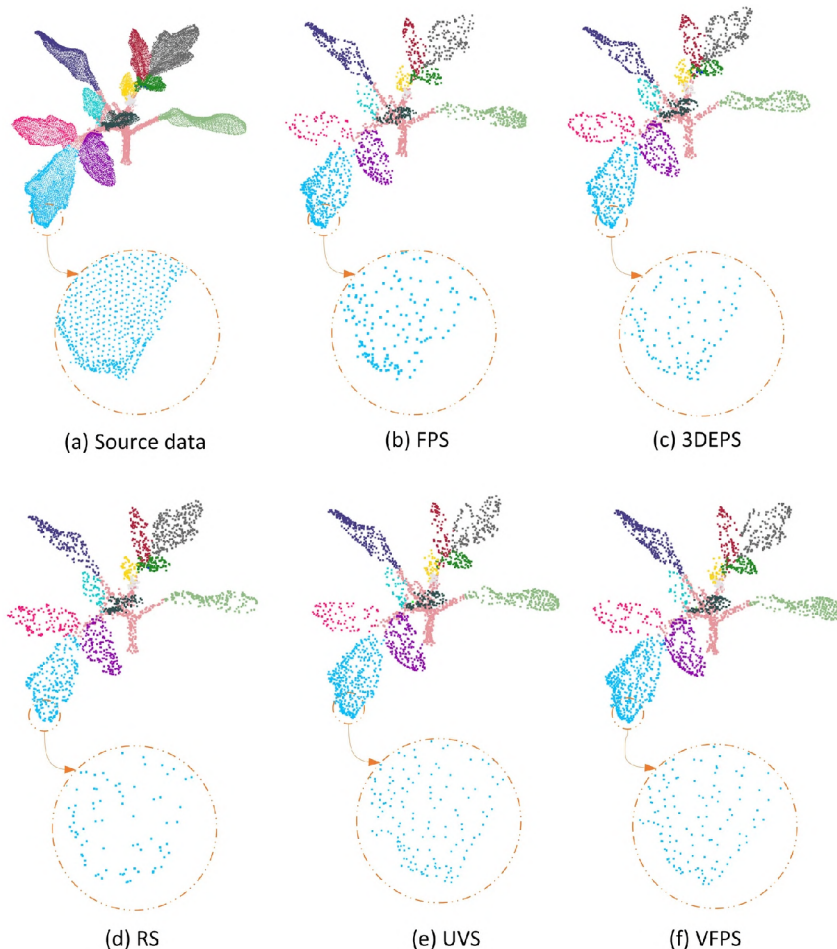 (a) Source data
(b) FPS
(c) 3DEPS
(d) RS
(e) UVS
(f) VFPS